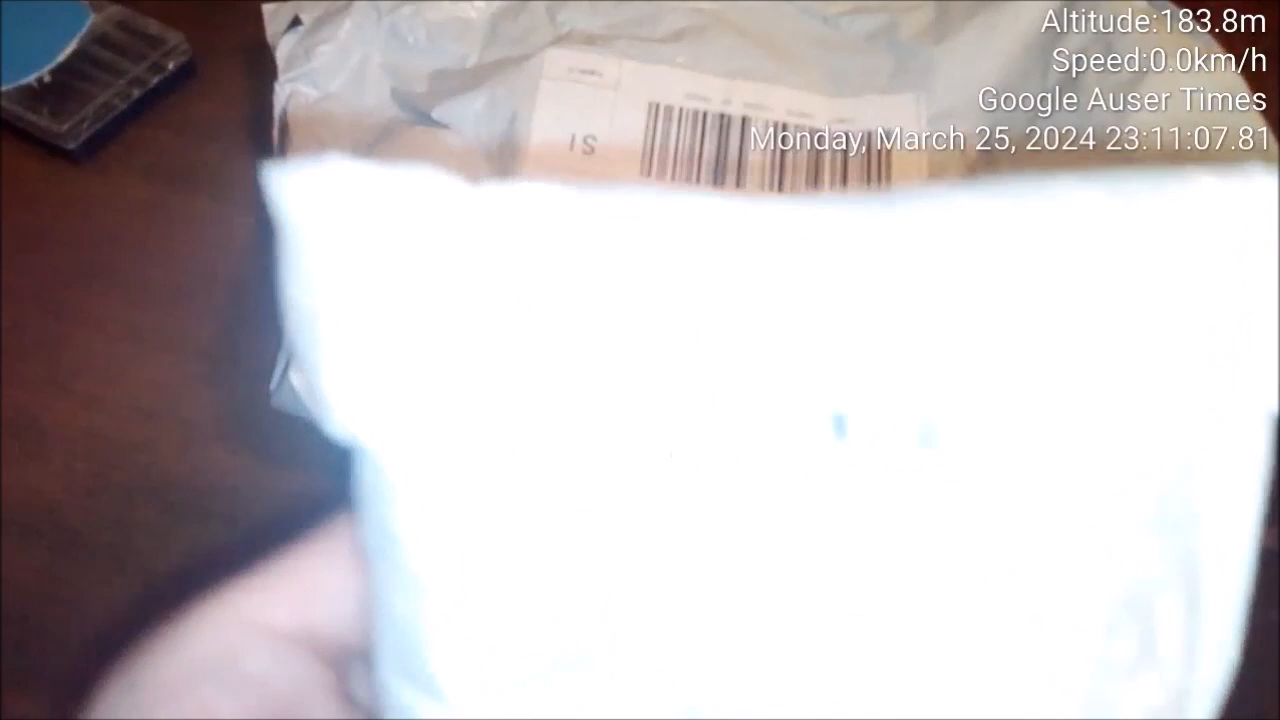 Altitude:183.8m
Speed:0.0km/h
Google Auser Times
Monday, March 25, 2024 23:11:07.81
IS